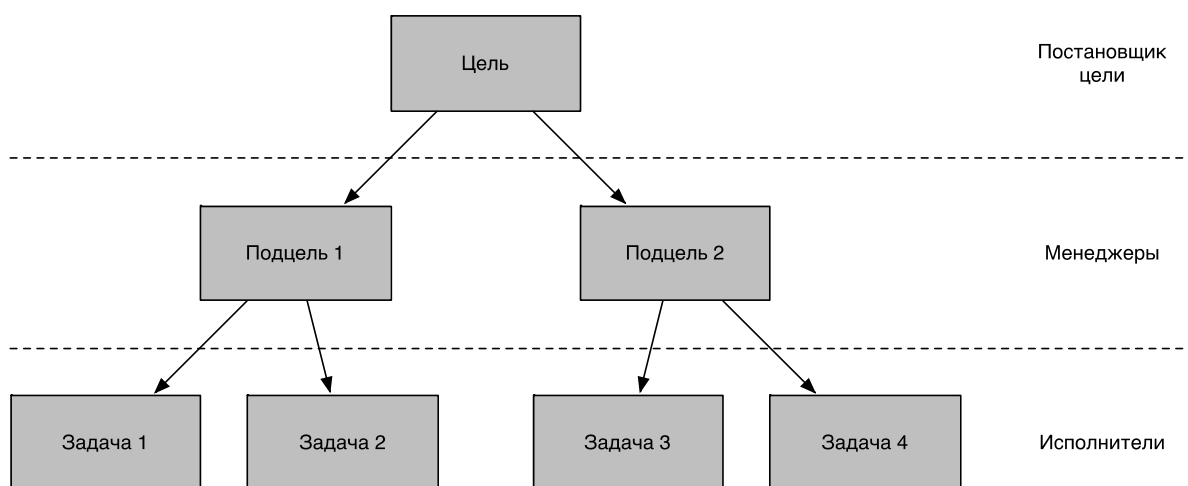 Цель
Постановщик
цели
Подцель 1
Подцель 2
Менеджеры
Задача 1
Задача 2
Задача 3
Задача 4
Исполнители